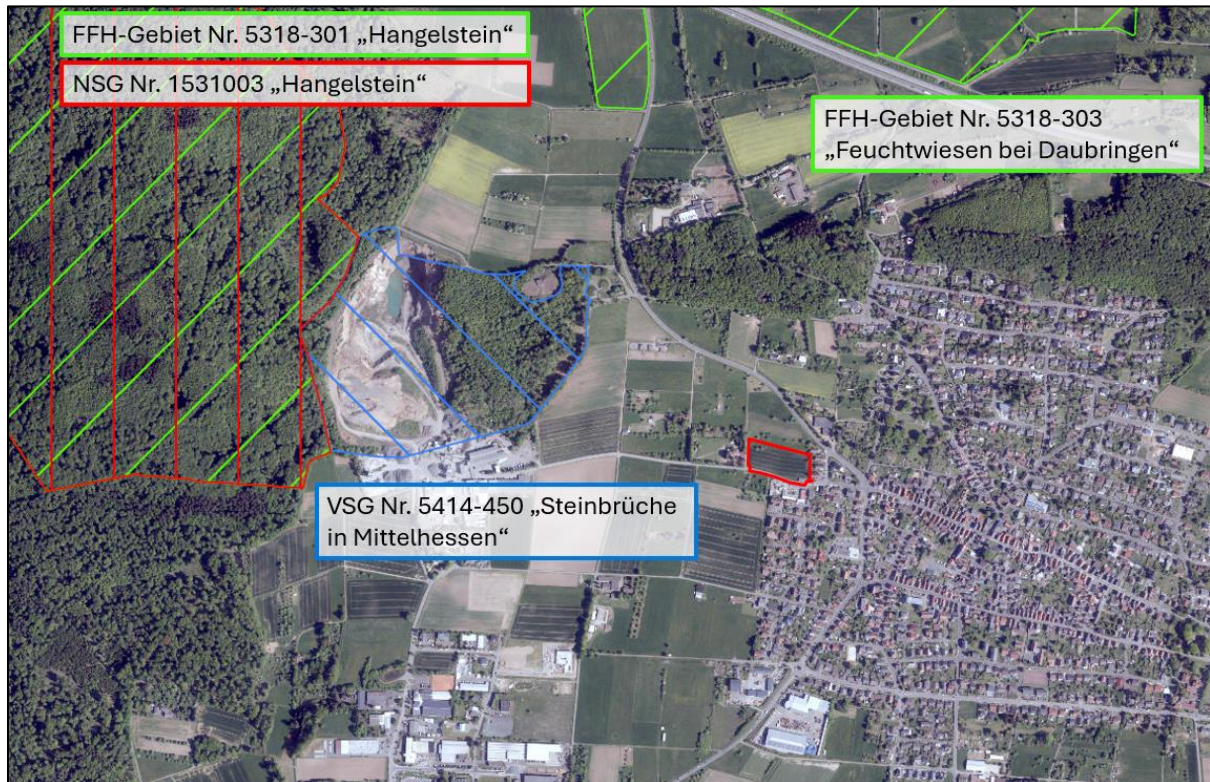 FFH-Gebiet Nr. 5318-301 „Hangelstein“
NSG Nr. 1531003 „Hangelstein“
FFH-Gebiet Nr. 5318-303
„Feuchtwiesen bei Daubringen“
VSG Nr. 5414-450 „Steinbrüche
in Mittelhessen“